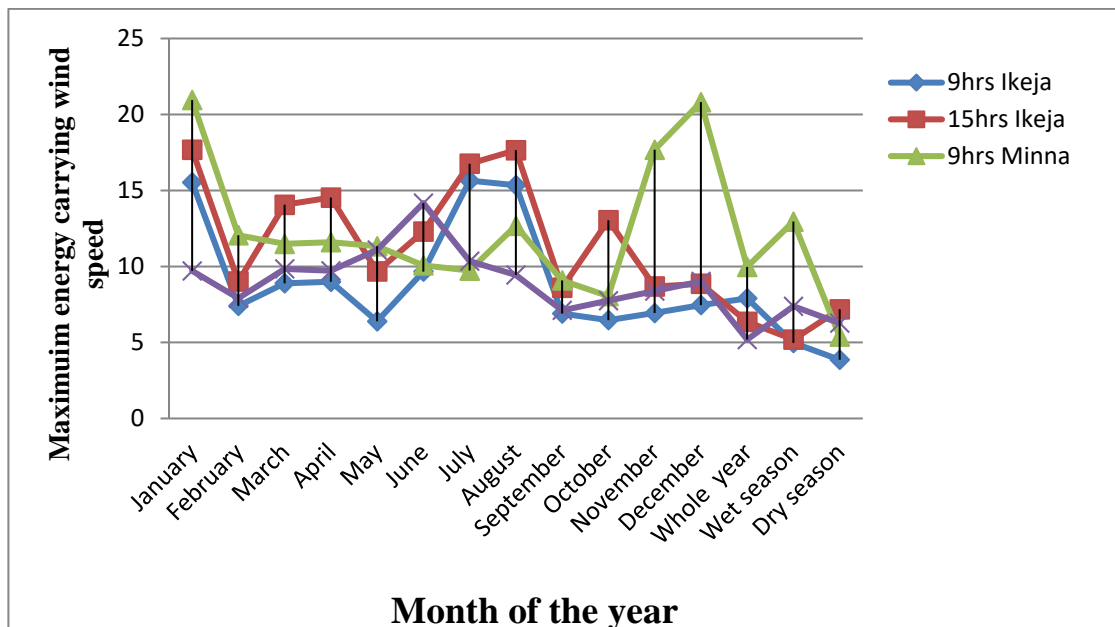 Maximuim energy carrying wind
speed
25
20
15
10
5
0
January
February
March
April
May
June
July
August
September
October
November
December
Whole year
Wet season
Dry season
Month of the year
9hrs Ikeja
15hrs Ikeja
9hrs Minna